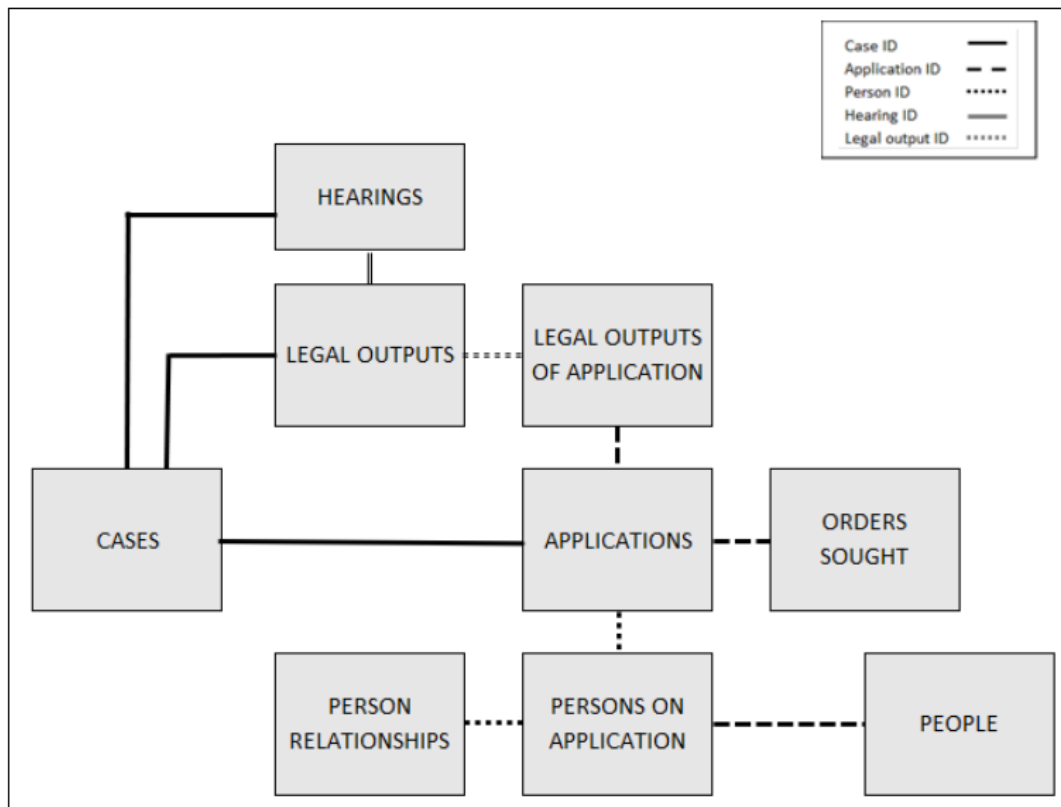 Case ID
Application ID
Person ID
Hearing ID
Legal output ID
HEARINGS
LEGAL OUTPUTS
LEGAL OUTPUTS
OF APPLICATION
CASES
APPLICATIONS
ORDERS
SOUGHT
PERSON
RELATIONSHIPS
PERSONS ON
APPLICATION
PEOPLE